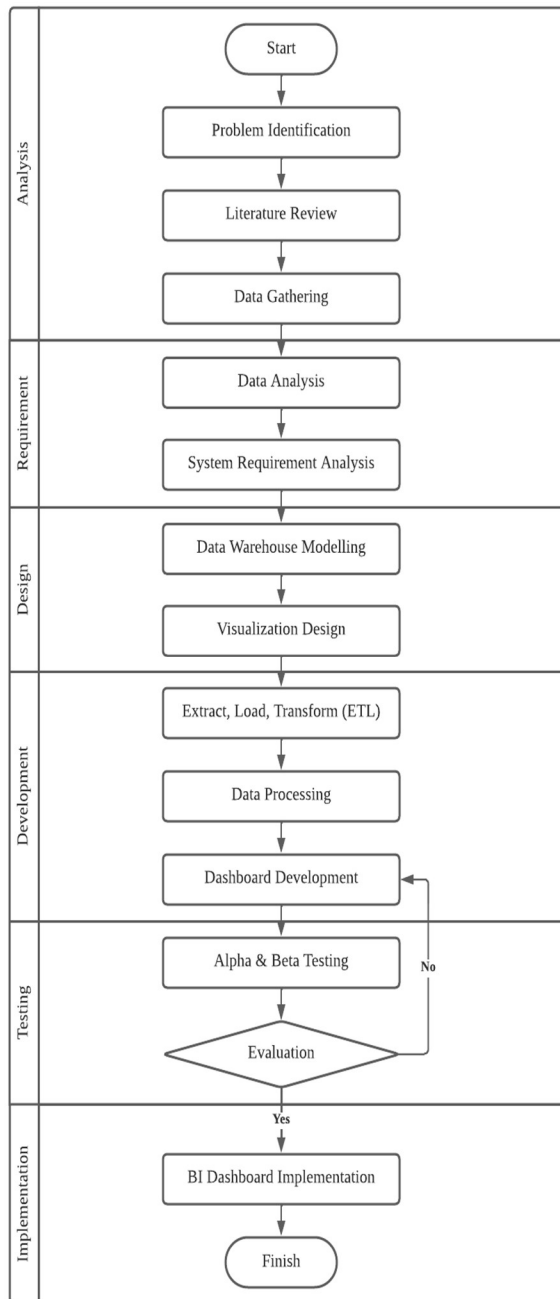 Analysis
Start
Problem Identification
Literature Review
Data Gathering
Requirement
Data Analysis
System Requirement Analysis
Design
Data Warehouse Modelling
Visualization Design
Development
Extract, Load, Transform (ETL)
Data Processing
Dashboard Development
Testing
Alpha & Beta Testing
No
Evaluation
Yes
Implementation
BI Dashboard Implementation
Finish